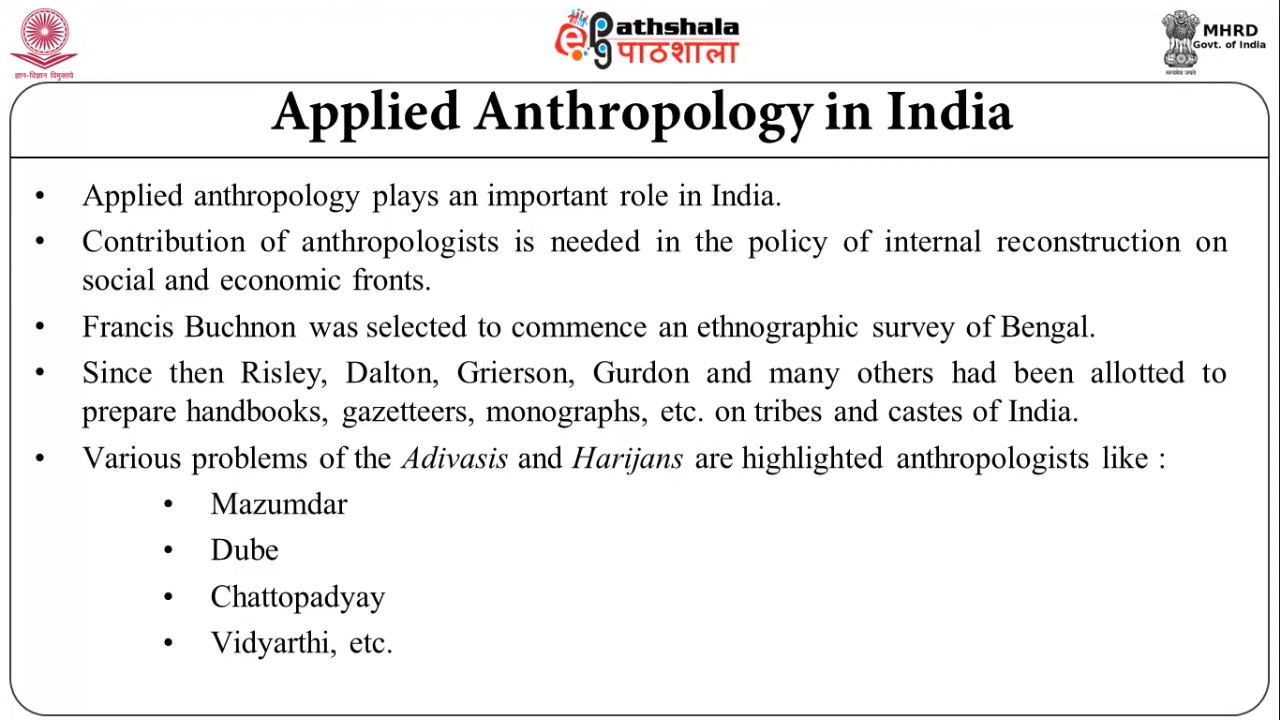 ज्ञान-विज्ञान विमुक्तये
ePathshala
पाठशाला
MHRD
Govt. of India
सत्यमेव जयते
Applied Anthropology in India
• Applied anthropology plays an important role in India.
• Contribution of anthropologists is needed in the policy of internal reconstruction on
social and economic fronts.
• Francis Buchnon was selected to commence an ethnographic survey of Bengal.
• Since then Risley, Dalton, Grierson, Gurdon and many others had been allotted to
prepare handbooks, gazetteers, monographs, etc. on tribes and castes of India.
• Various problems of the Adivasis and Harijans are highlighted anthropologists like :
• Mazumdar
• Dube
• Chattopadyay
• Vidyarthi, etc.